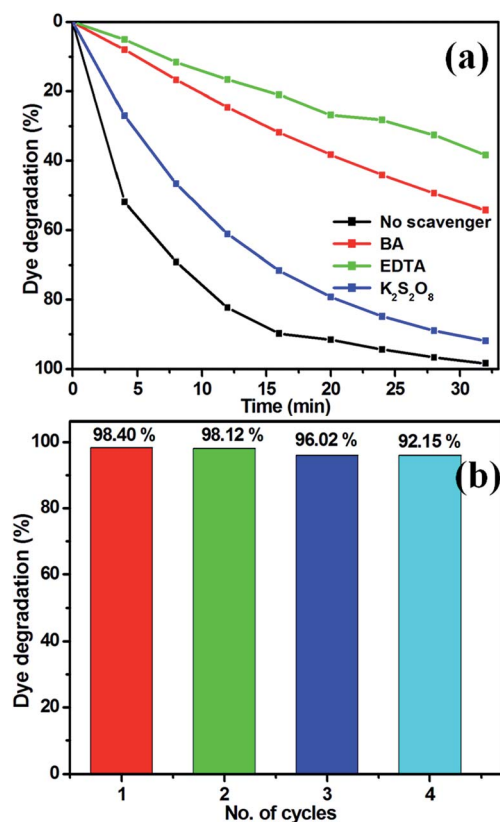 (a)
Dye degradation (%)
0
20
40
60
80
100
No scavenger
BA
EDTA
K₂S₂O₈
0 5 10 15 20 25 30
Time (min)
(b)
Dye degradation (%)
100
80
60
40
20
0
98.40 % 98.12 % 96.02 % 92.15 %
1 2 3 4
No. of cycles